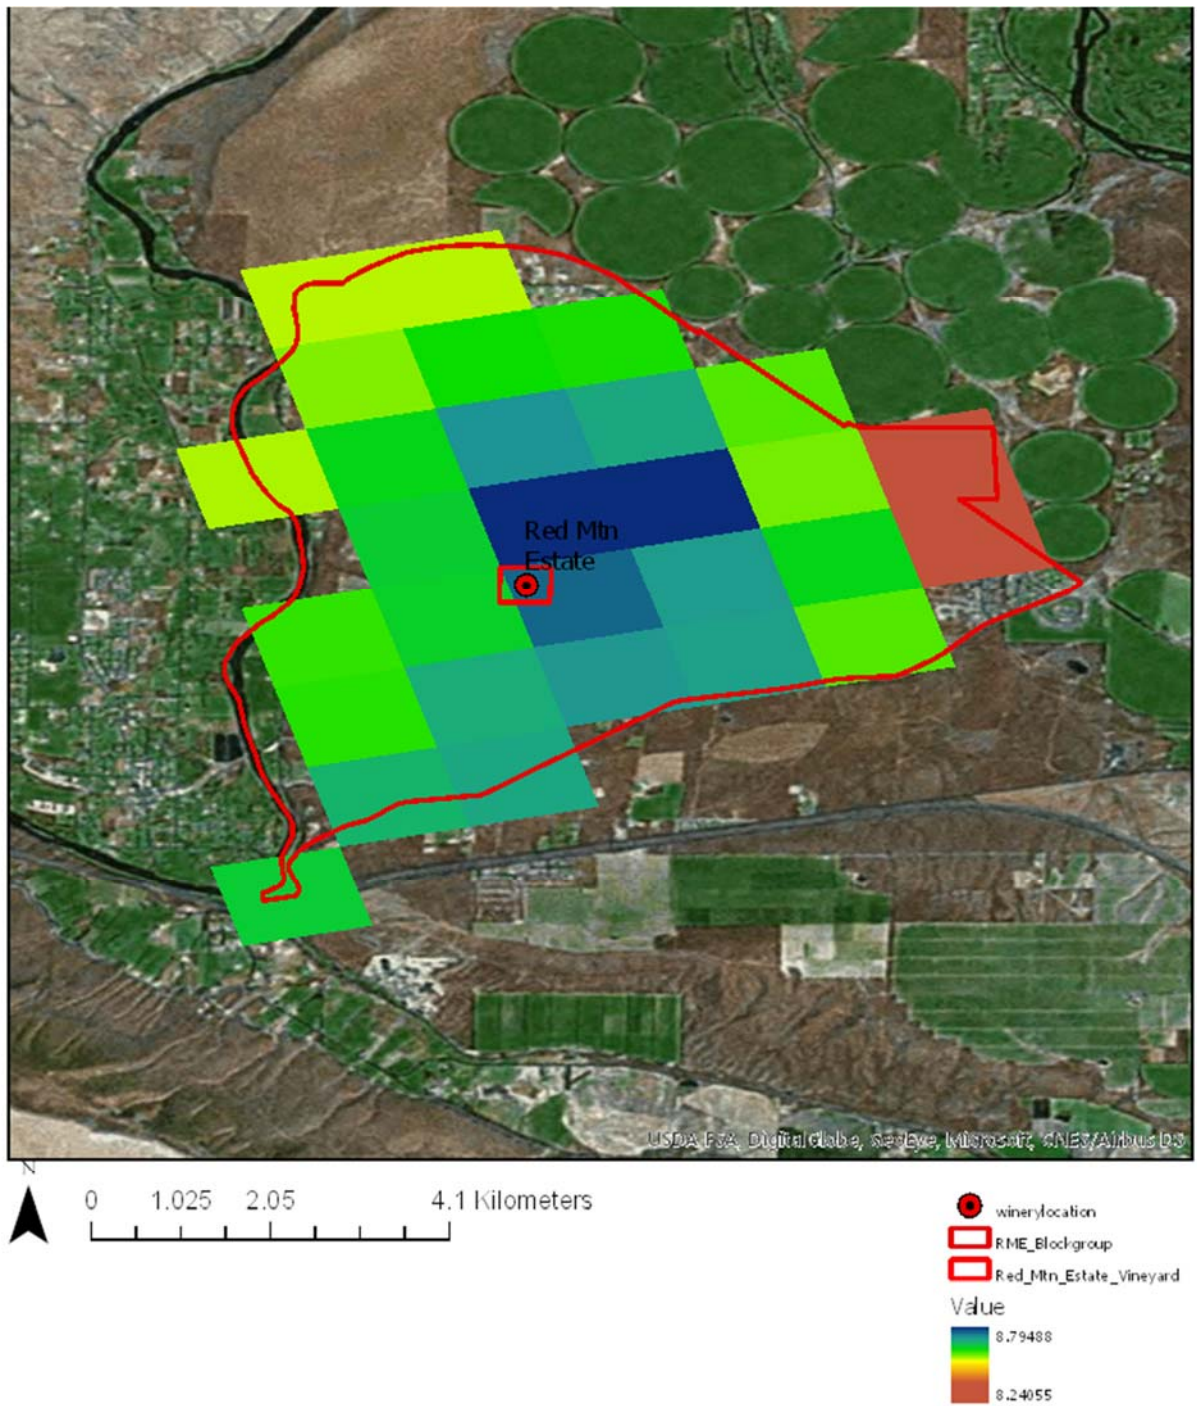 Red Mtn
Estate
USDA FSA, DigitalGlobe, GeoEye, Microsoft, CNES/Airbus DS
N
0 1.025 2.05 4.1 Kilometers
winerylocation
RME_Blockgroup
Red_Mtn_Estate_Vineyard
Value
8.79488
8.24055